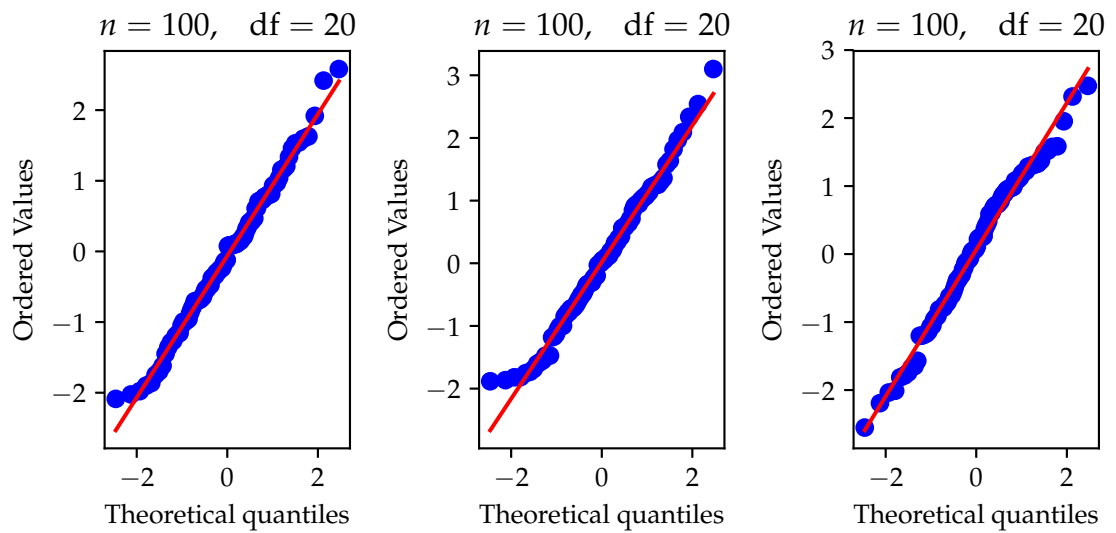 n = 100,   df = 20
n = 100,   df = 20
n = 100,   df = 20
Ordered Values
2
1
0
−1
−2
−2
0
2
Theoretical quantiles
Ordered Values
3
2
1
0
−1
−2
−2
0
2
Theoretical quantiles
Ordered Values
3
2
1
0
−1
−2
−2
0
2
Theoretical quantiles